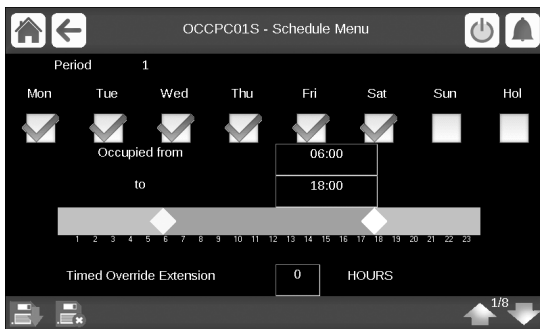 OCCPC01S - Schedule Menu
Period 1
Mon Tue Wed Thu Fri Sat Sun Hol
Occupied from 06:00
to 18:00
1 2 3 4 5 6 7 8 9 10 11 12 13 14 15 16 17 18 19 20 21 22 23
Timed Override Extension 0 HOURS
1/8